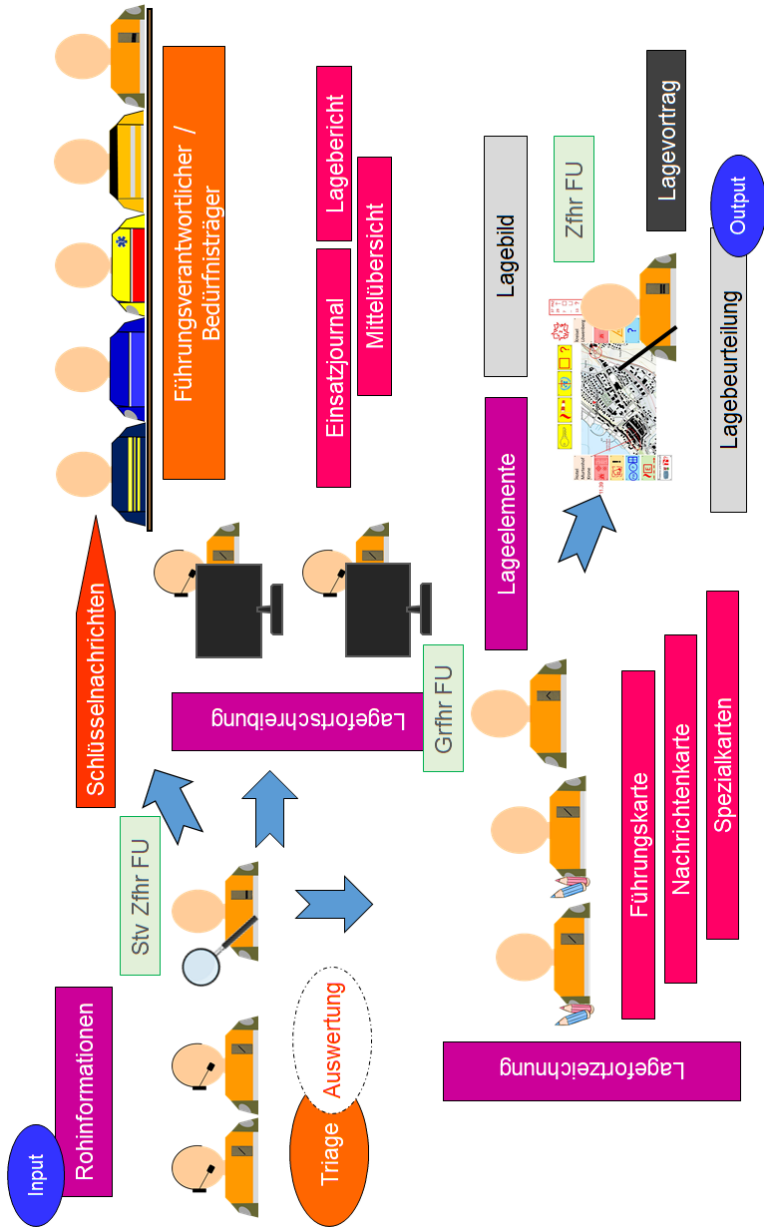 Input
Rohinformationen
Stv Zfhr FU
Schlüsselnachrichten
Führungsverantwortlicher /
Bedürfnisträger
Triage
Auswertung
Lagefortschreibung
Grfhr FU
Einsatzjournal
Lagebericht
Mittelübersicht
Lagefortzeichnung
Führungskarte
Nachrichtenkarte
Spezialkarten
Lageelemente
Lagebild
Zfhr FU
Lagevortrag
Lagebeurteilung
Output